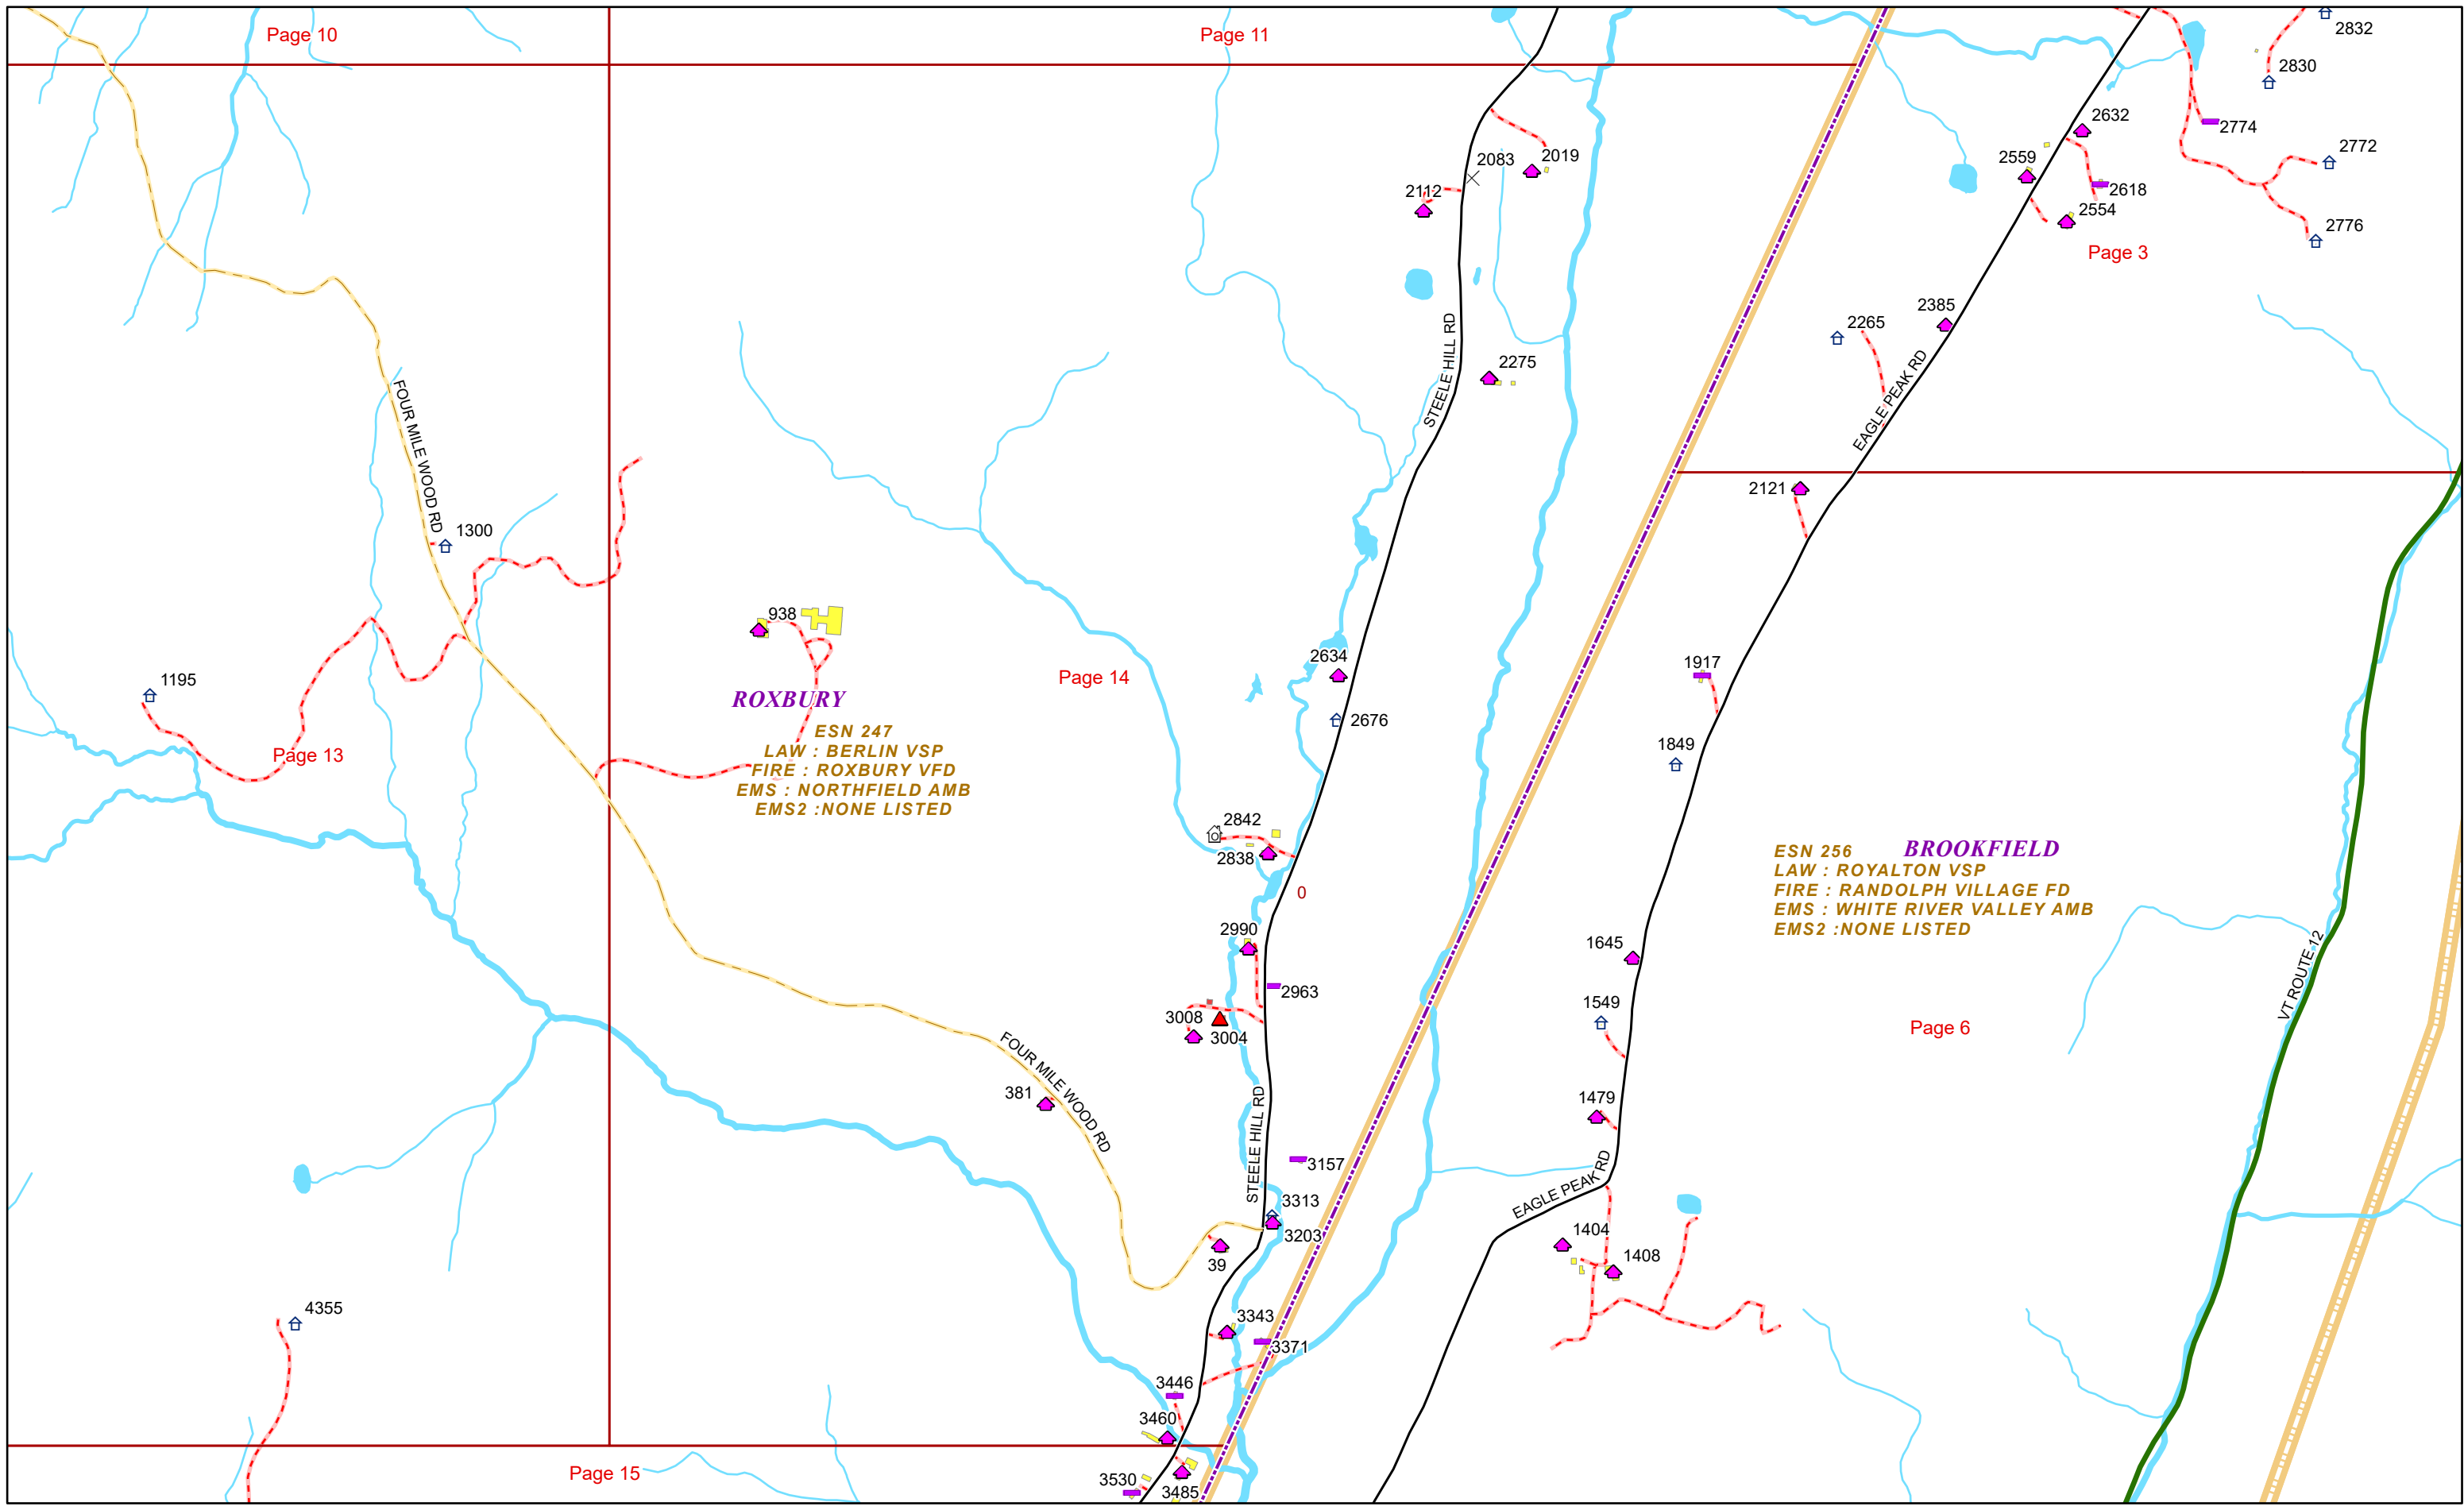 Page 10
Page 11
2832
2830
2632
2774
2083
2019
2559
2772
2112
2618
2554
2776
Page 3
2265
2385
STEELE HILL RD
2275
EAGLE PEAK RD
FOUR MILE WOOD RD
2121
1300
938
2634
Page 14
1917
1195
ROXBURY
2676
ESN 247
LAW : BERLIN VSP
FIRE : ROXBURY VFD
EMS : NORTHFIELD AMB
EMS2 :NONE LISTED
Page 13
1849
2842
2838
0
ESN 256
BROOKFIELD
LAW : ROYALTON VSP
FIRE : RANDOLPH VILLAGE FD
EMS : WHITE RIVER VALLEY AMB
EMS2 :NONE LISTED
2990
1645
2963
VT ROUTE 12
1549
3008
3004
Page 6
FOUR MILE WOOD RD
381
1479
STEELE HILL RD
3157
EAGLE PEAK RD
3313
3203
1404
39
1408
4355
3343
3371
3446
3460
Page 15
3530
3485